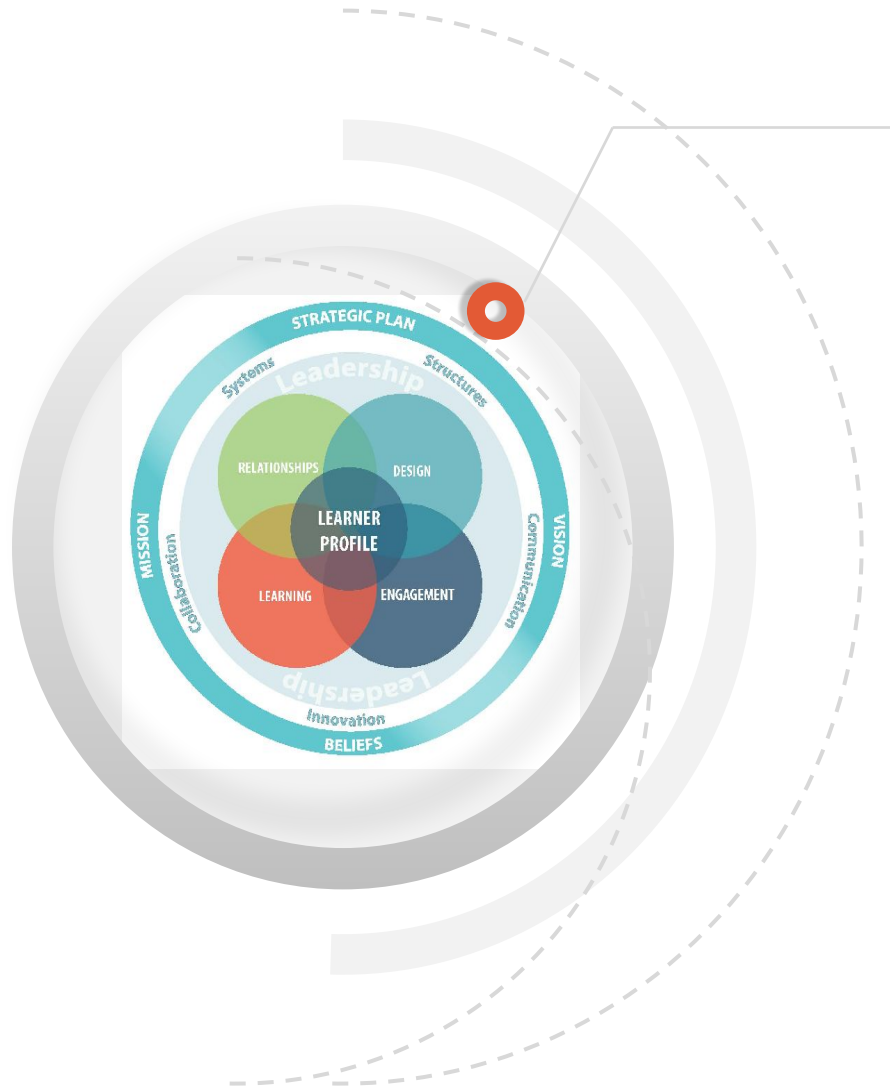 STRATEGIC PLAN
Systems
Structures
Leadership
RELATIONSHIPS
DESIGN
LEARNER
PROFILE
MISSION
VISION
Collaboration
Communication
LEARNING
ENGAGEMENT
Leadership
Innovation
BELIEFS